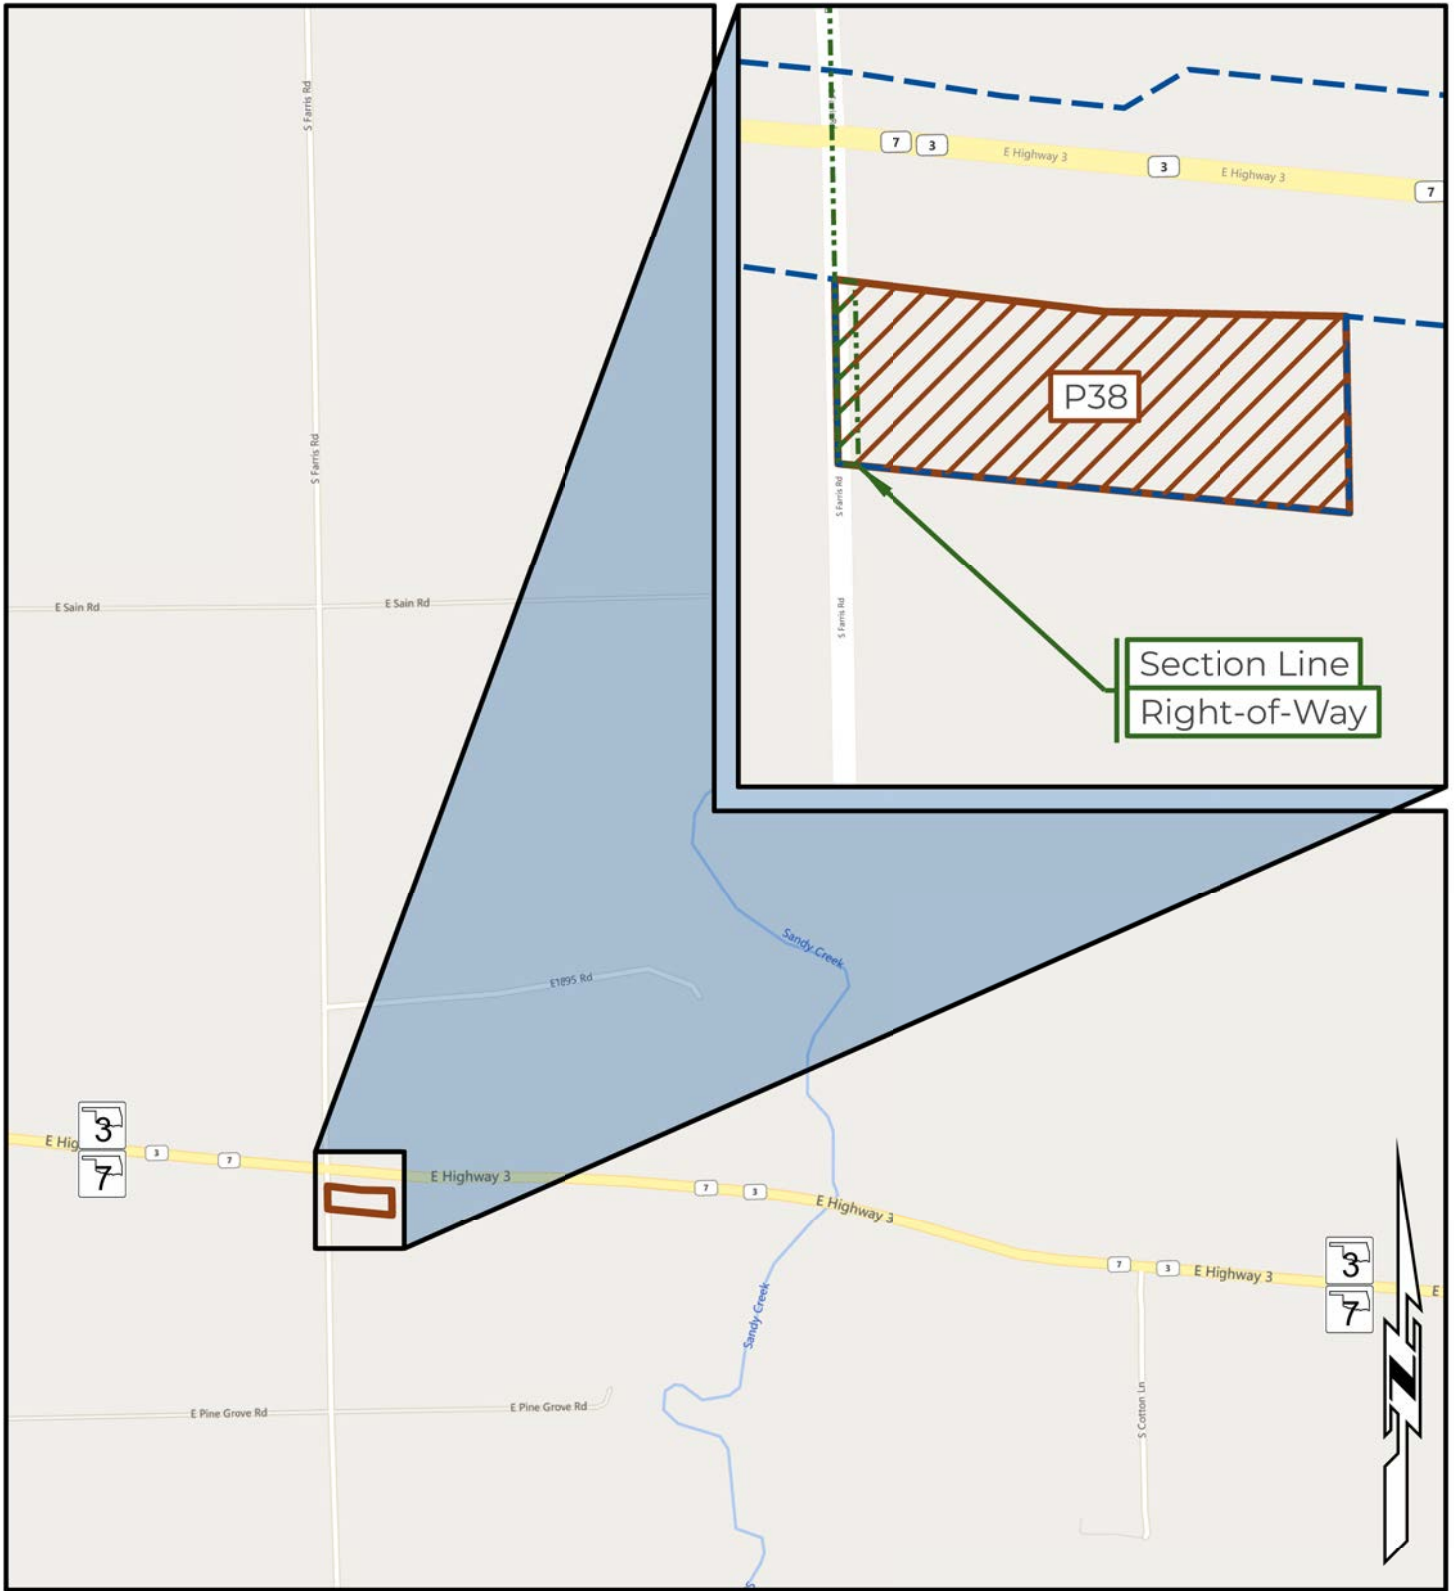 S Farris Rd
7
3
E Highway 3
3
E Highway 3
7
P38
S Farris Rd
S Farris Rd
S Farris Rd
E Sain Rd
E Sain Rd
Section Line
Right-of-Way
Sandy Creek
E1895 Rd
3
7
E Hig
3
7
E Highway 3
7
3
E Highway 3
7
3
E Highway 3
3
7
E
Sandy Creek
E Pine Grove Rd
E Pine Grove Rd
S Cotton Ln
N